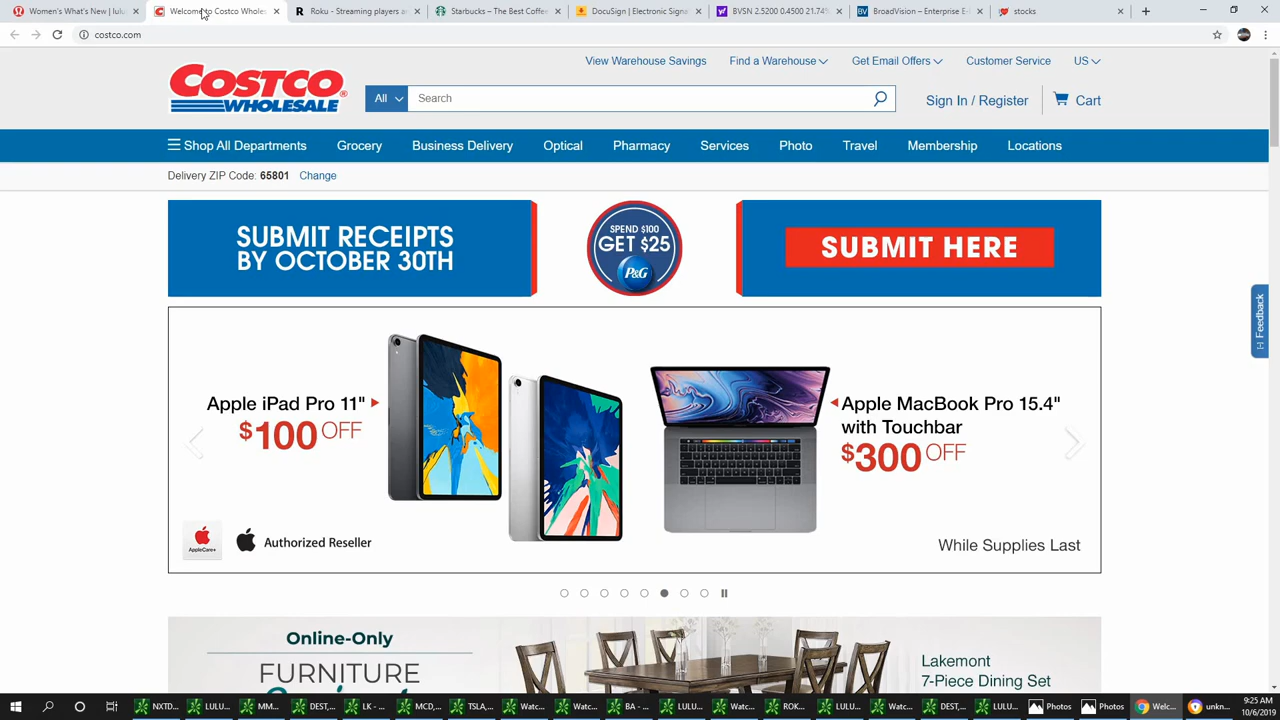 Women's What's New | lulu
Welcome to Costco Wholes
Roku - Streaming players a
Starbucks – The Best Coffe
DocuSign | Electronic Signa
BVSN 2.5200 0.4500 21.74%
BroadVision – Enterprise E-
stocks
costco.com
View Warehouse Savings
Find a Warehouse
Get Email Offers
Customer Service
US
COSTCO
WHOLESALE
All
Search
Sign In / Register
Cart
Shop All Departments
Grocery
Business Delivery
Optical
Pharmacy
Services
Photo
Travel
Membership
Locations
Delivery ZIP Code: 65801 Change
SUBMIT RECEIPTS
BY OCTOBER 30TH
SPEND $100
GET $25
P&G
SUBMIT HERE
Feedback
Apple iPad Pro 11"
$100 OFF
Apple MacBook Pro 15.4"
with Touchbar
$300 OFF
AppleCare+
Authorized Reseller
While Supplies Last
Online-Only
FURNITURE
Lakemont
7-Piece Dining Set
NXTD...
LULU...
MM...
DEST...
LK - ...
MCD,...
TSLA,...
Watc...
BA - ...
LULU...
Watc...
ROK...
LULU...
Watc...
DEST,...
LULU...
Photos
Photos
Welc...
unkn...
9:25 AM
10/6/2019